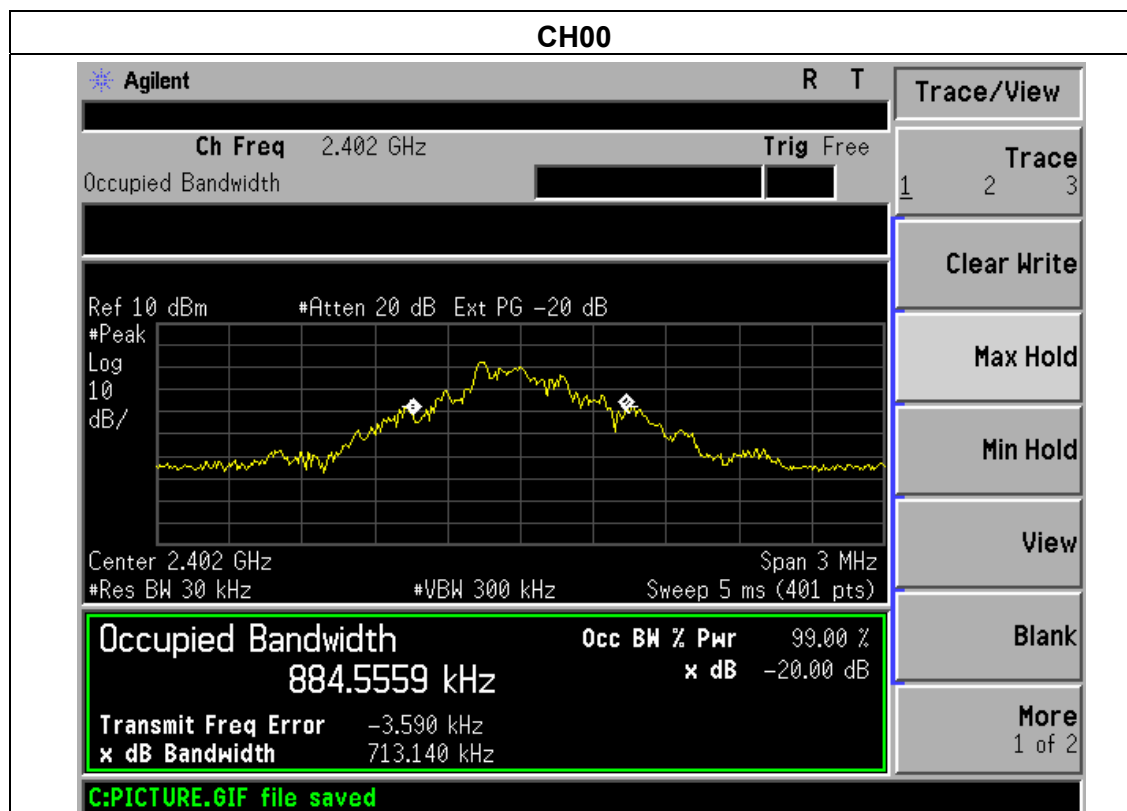 CH00
Agilent R T
Trace/View
Ch Freq 2.402 GHz Trig Free
Occupied Bandwidth
Trace
1 2 3
Clear Write
Max Hold
Min Hold
View
Blank
More
1 of 2
Ref 10 dBm #Atten 20 dB Ext PG -20 dB
#Peak
Log
10
dB/
Center 2.402 GHz Span 3 MHz
#Res BW 30 kHz #VBW 300 kHz Sweep 5 ms (401 pts)
Occupied Bandwidth
884.5559 kHz
Occ BW % Pwr 99.00 %
x dB -20.00 dB
Transmit Freq Error -3.590 kHz
x dB Bandwidth 713.140 kHz
C:PICTURE.GIF file saved